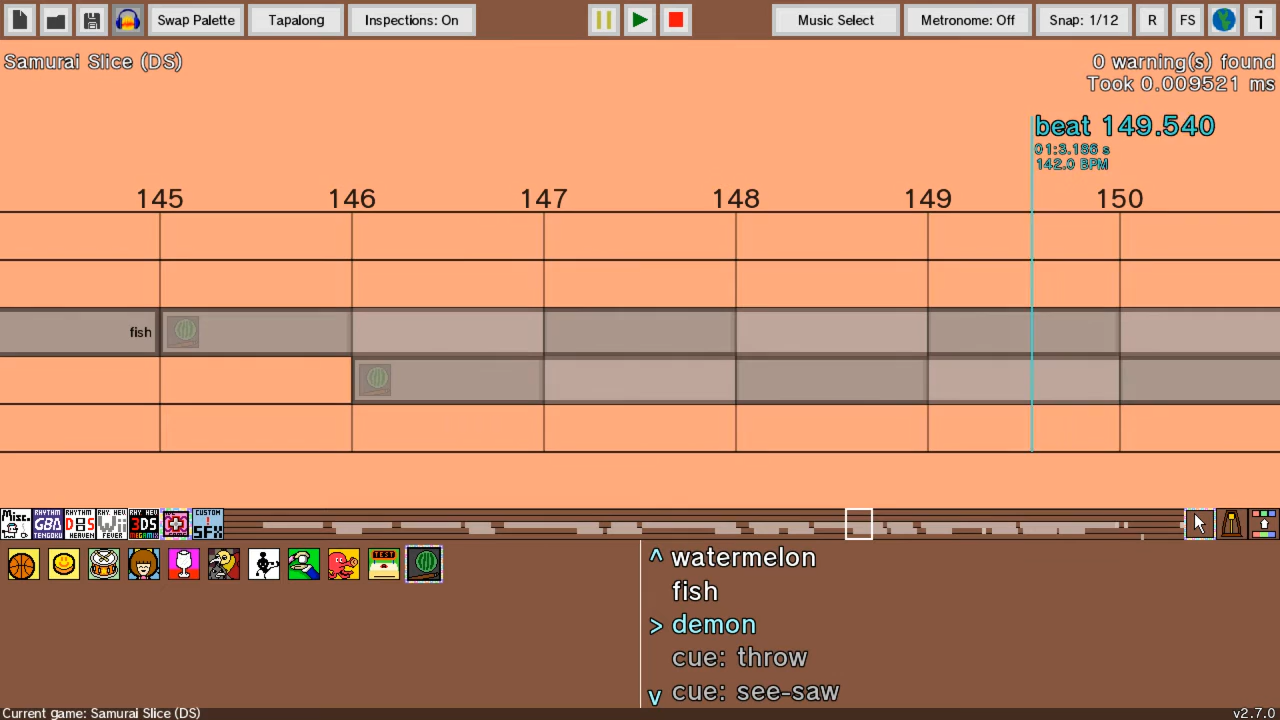 Swap Palette
Tapalong
Inspections: On
Music Select
Metronome: Off
Snap: 1/12
R
FS
i
Samurai Slice (DS)
0 warning(s) found
Took 0.009521 ms
beat 149.540
01:3.186 s
142.0 BPM
145
146
147
148
149
150
fish
Misc.
RHYTHM GBA TENGOKU
RHYTHM DS HEAVEN
RHY. HEV Wii FEVER
RHY. HEV 3DS MEGAMIX
CUSTOM ! SFX
TEST
^ watermelon
fish
> demon
cue: throw
v cue: see-saw
Current game: Samurai Slice (DS)
v2.7.0